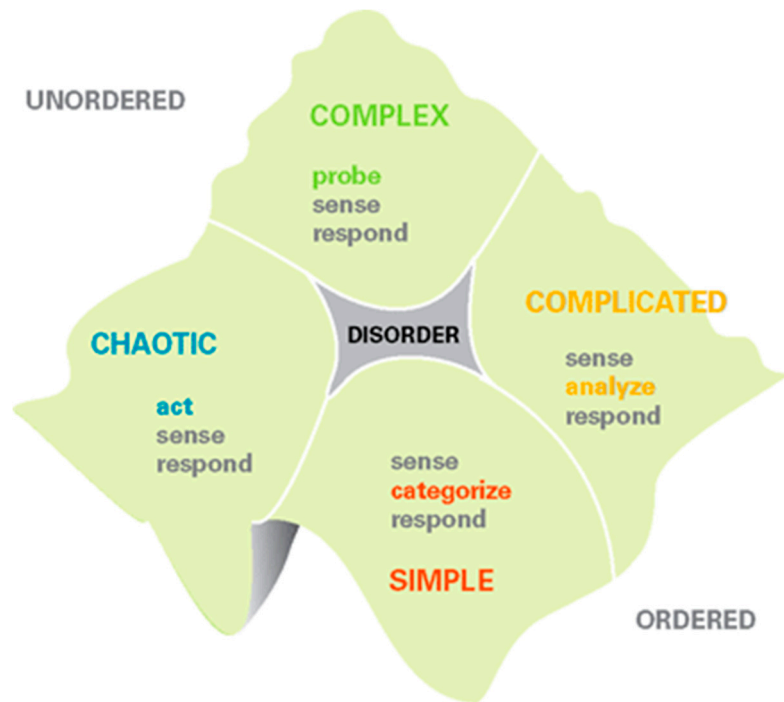 UNORDERED
COMPLEX
probe
sense
respond
CHAOTIC
act
sense
respond
DISORDER
COMPLICATED
sense
analyze
respond
sense
categorize
respond
SIMPLE
ORDERED